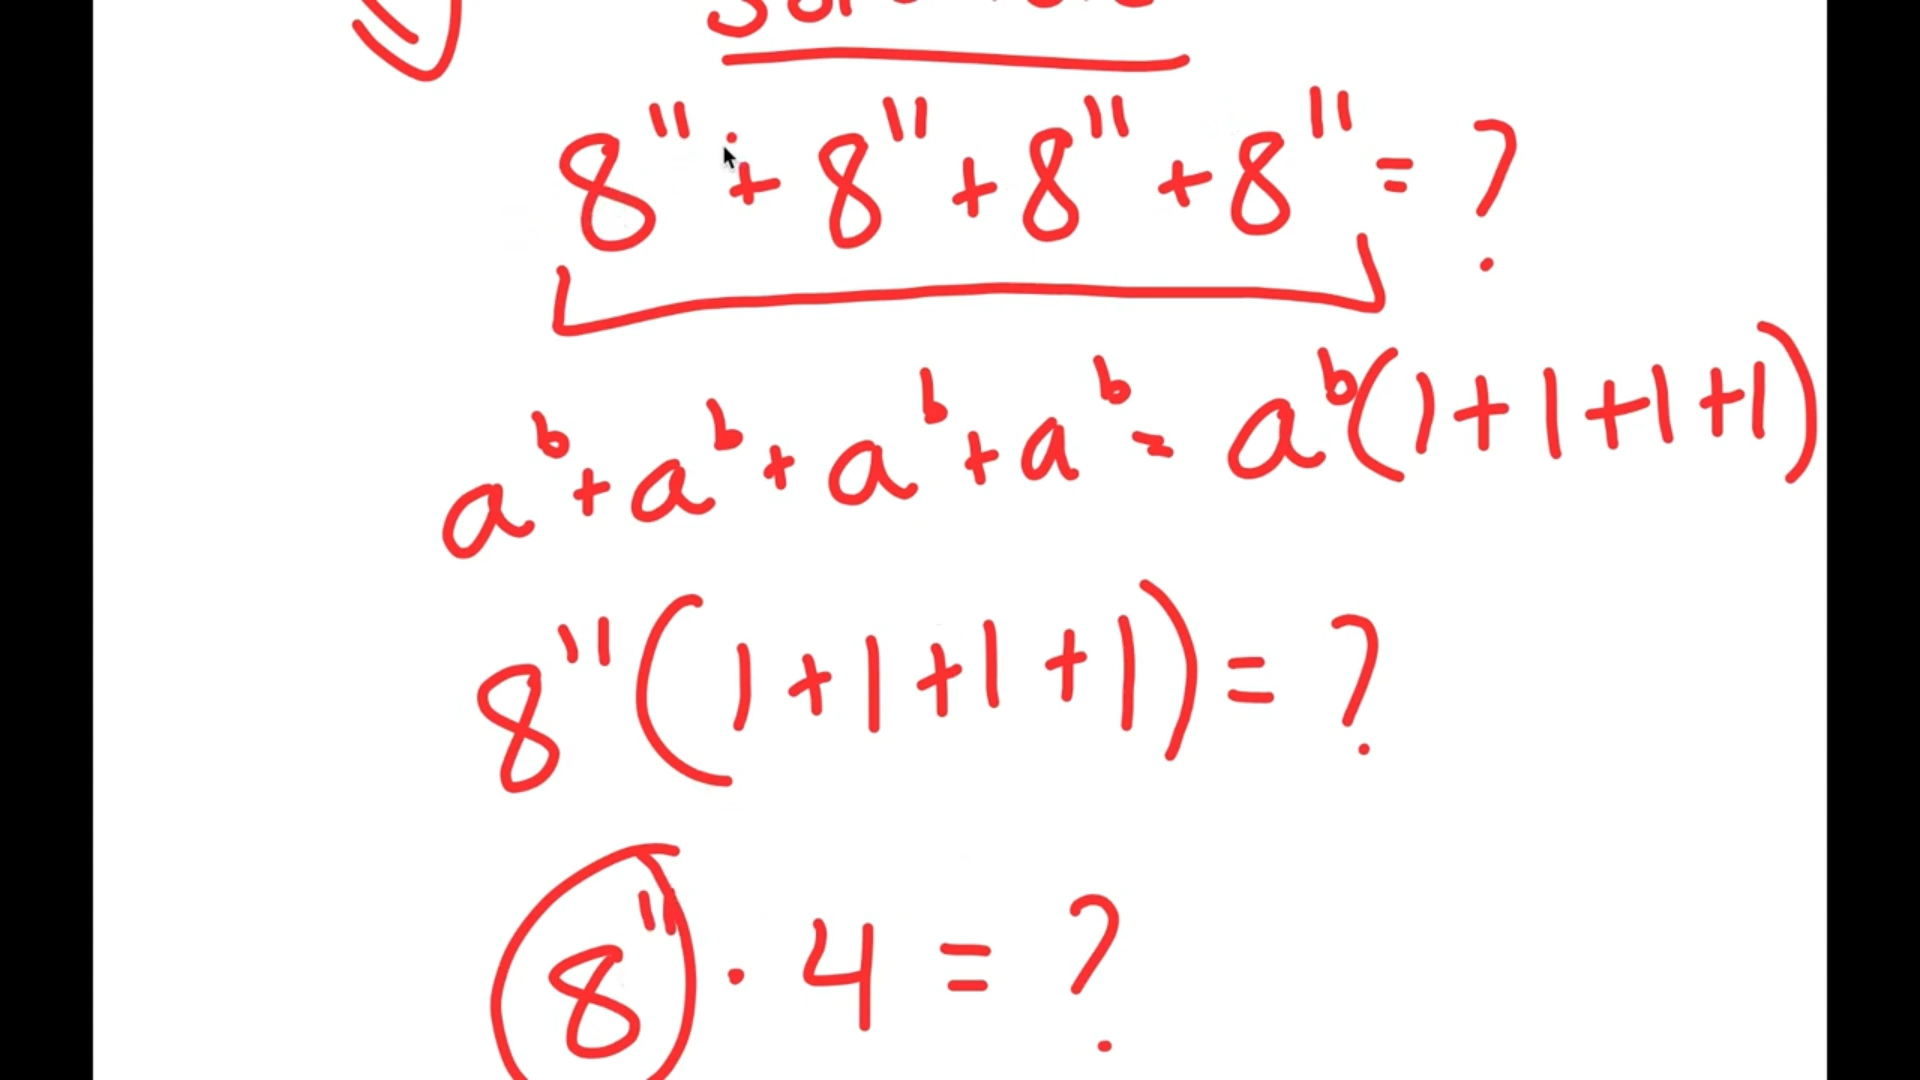 8¹¹ + 8¹¹ + 8¹¹ + 8¹¹ = ?
aᵇ + aᵇ + aᵇ + aᵇ = aᵇ(1+1+1+1)
8¹¹(1+1+1+1) = ?
8¹¹ · 4 = ?